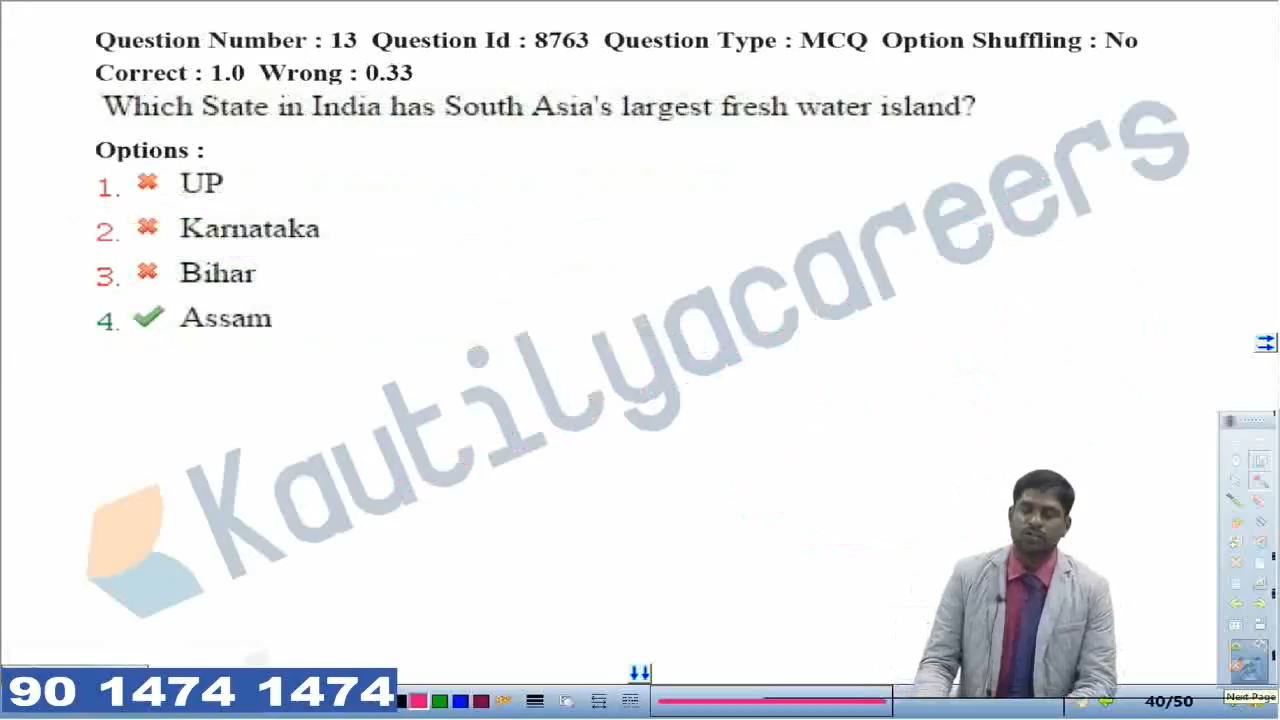 Question Number : 13 Question Id : 8763 Question Type : MCQ Option Shuffling : No
Correct : 1.0 Wrong : 0.33
Which State in India has South Asia's largest fresh water island?
Options :
1. UP
2. Karnataka
3. Bihar
4. Assam
Kautilyacareers
90 1474 1474
40/50
Next Page